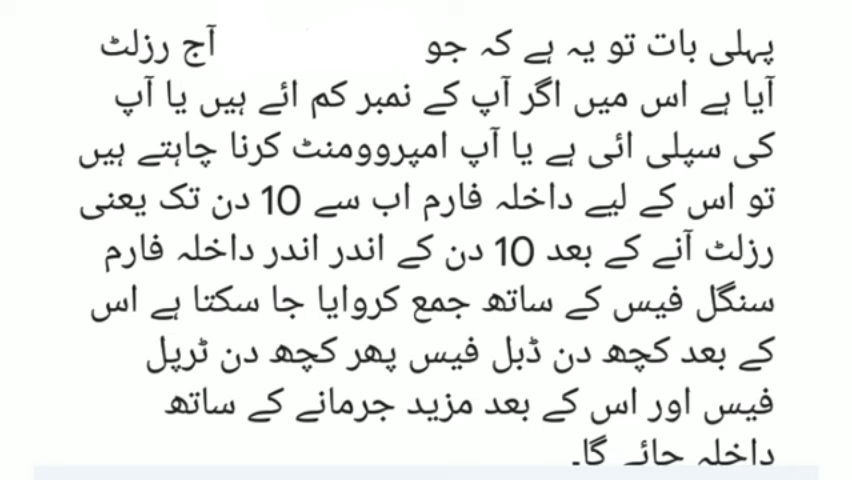 پہلی بات تو یہ ہے کہ جو آج رزلٹ
آیا ہے اس میں اگر آپ کے نمبر کم ائے ہیں یا آپ
کی سپلی ائی ہے یا آپ امپروومنٹ کرنا چاہتے ہیں
تو اس کے لیے داخلہ فارم اب سے 10 دن تک یعنی
رزلٹ آنے کے بعد 10 دن کے اندر اندر داخلہ فارم
سنگل فیس کے ساتھ جمع کروایا جا سکتا ہے اس
کے بعد کچھ دن ڈبل فیس پھر کچھ دن ٹرپل
فیس اور اس کے بعد مزید جرمانے کے ساتھ
داخلہ جائے گا۔